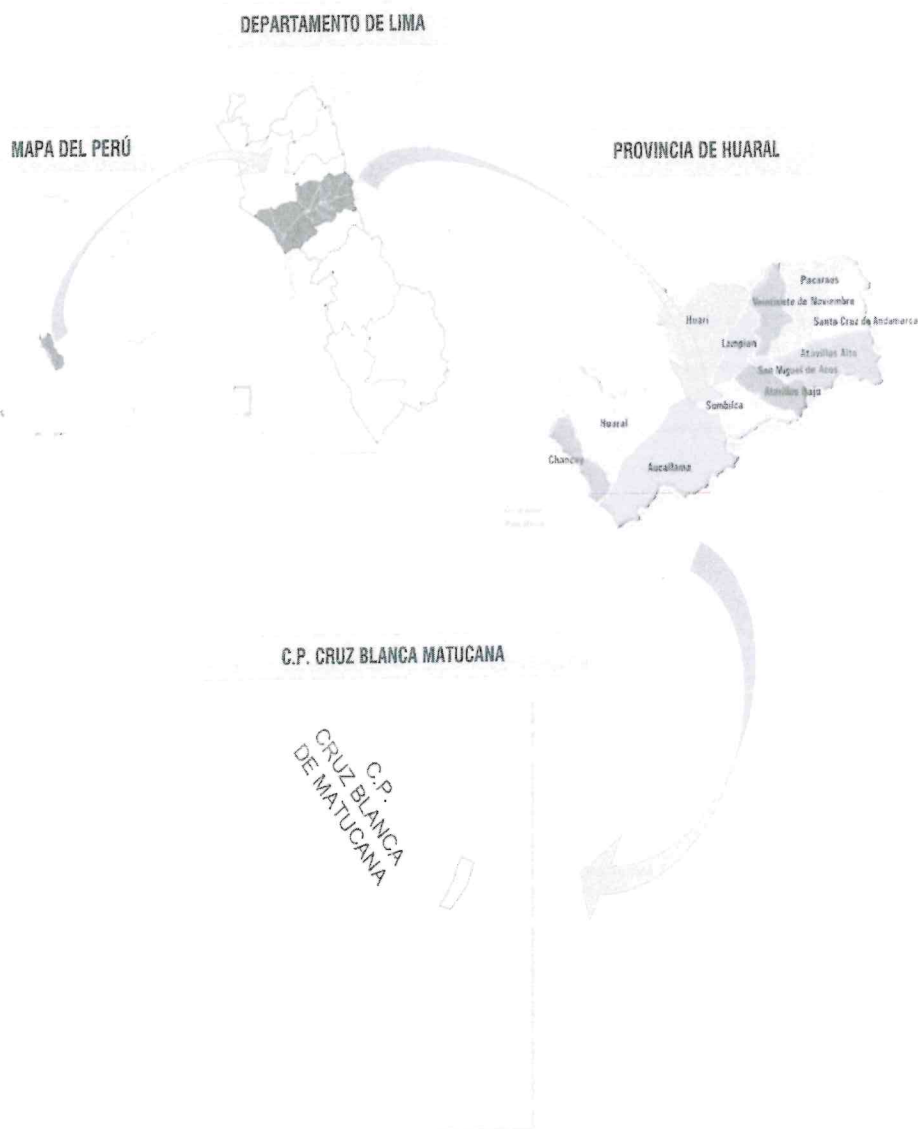 DEPARTAMENTO DE LIMA
MAPA DEL PERÚ
PROVINCIA DE HUARAL
Pacaraos
Veintisiete de Noviembre
Huari
Santa Cruz de Andamarca
Lampian
Atavillos Alto
San Miguel de Acos
Atavillos Bajo
Sumbilca
Huaral
Chancay
Aucallama
C.P. CRUZ BLANCA MATUCANA
C.P.
CRUZ BLANCA
DE MATUCANA